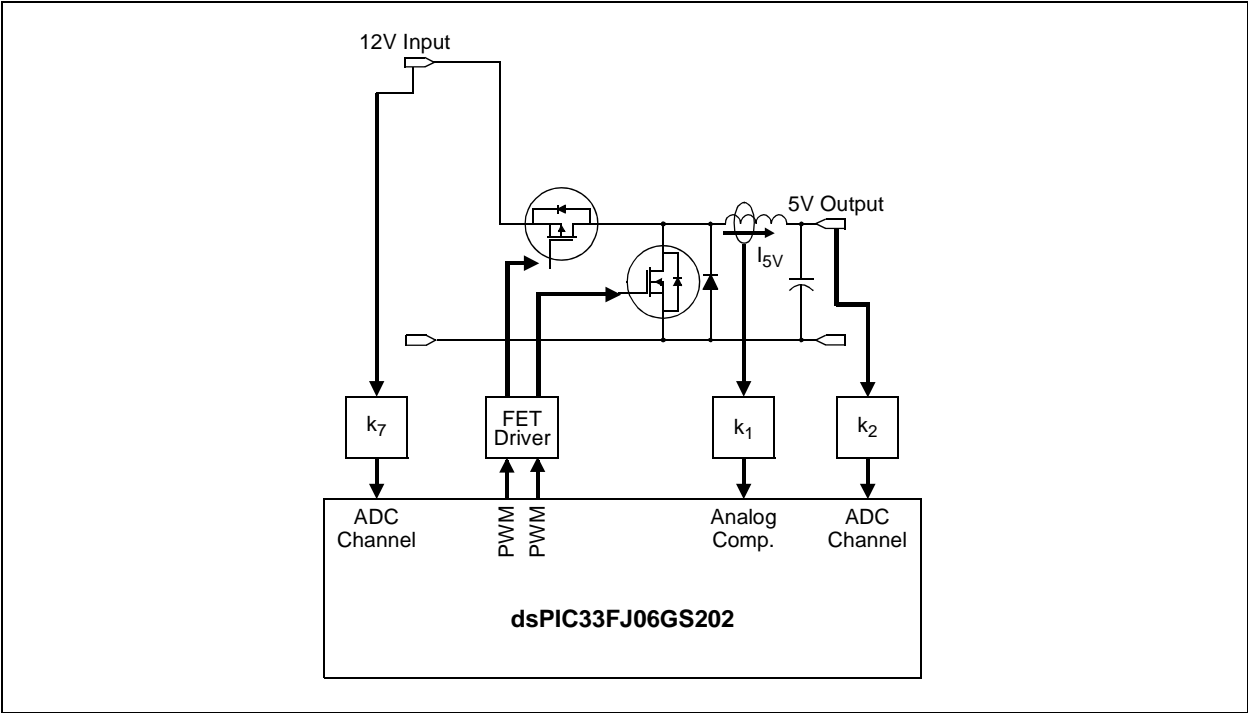 12V Input
5V Output
I5V
k7
FET
Driver
k1
k2
ADC
Channel
PWM
PWM
Analog
Comp.
ADC
Channel
dsPIC33FJ06GS202